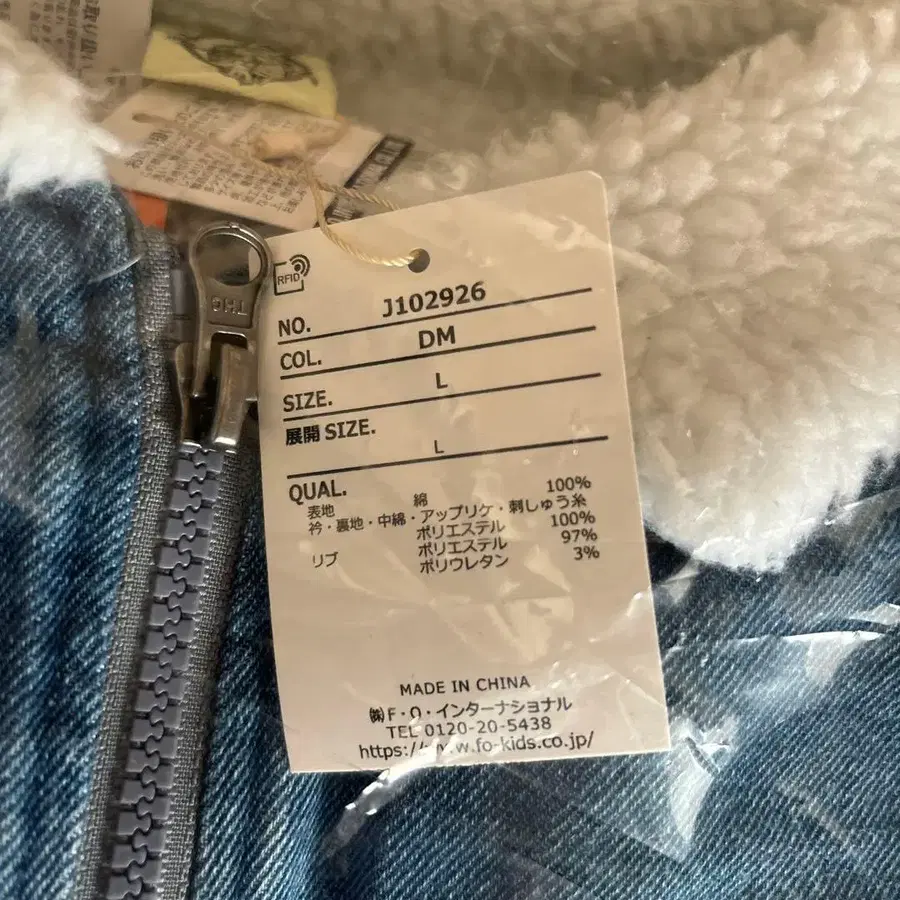 RFID
THG
NO. J102926
COL. DM
SIZE. L
展開 SIZE.
L
QUAL.
表地 綿 100%
衿・裏地・中綿・アップリケ・刺しゅう糸
ポリエステル 100%
リブ ポリエステル 97%
ポリウレタン 3%
MADE IN CHINA
㈱F・O・インターナショナル
TEL 0120-20-5438
https://www.fo-kids.co.jp/